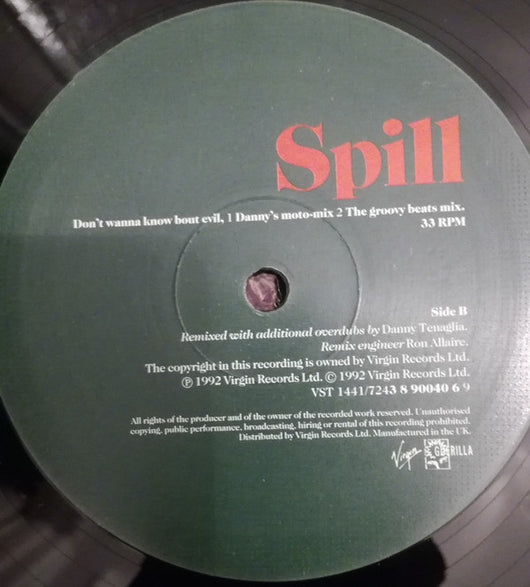 Spill
Don't wanna know bout evil, 1 Danny's moto-mix 2 The groovy beats mix.
33 RPM
Side B
Remixed with additional overdubs by Danny Tenaglia.
Remix engineer Ron Allaire.
The copyright in this recording is owned by Virgin Records Ltd.
℗ 1992 Virgin Records Ltd. © 1992 Virgin Records Ltd.
VST 1441/7243 8 90040 6 9
All rights of the producer and of the owner of the recorded work reserved. Unauthorised
copying, public performance, broadcasting, hiring or rental of this recording prohibited.
Distributed by Virgin Records Ltd. Manufactured in the UK.
Virgin GUERILLA